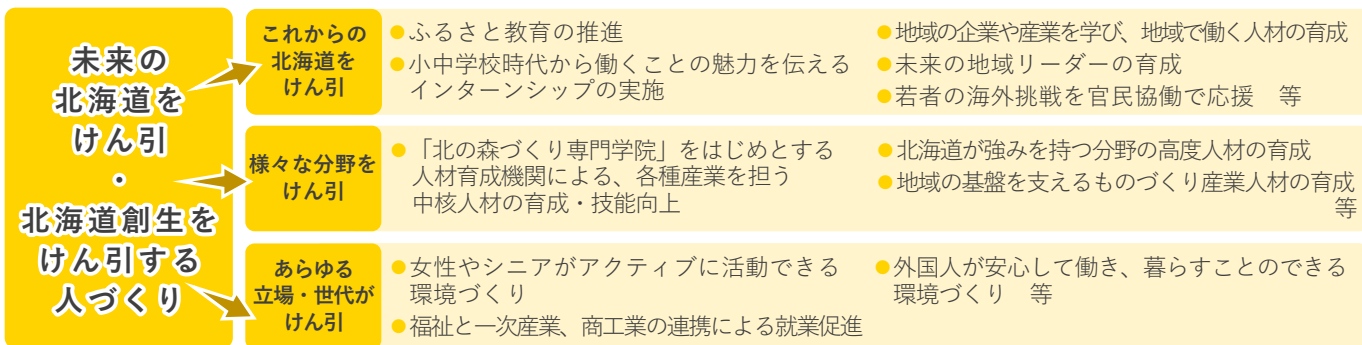 未来の
北海道を
けん引
・
北海道創生を
けん引する
人づくり
これからの
北海道を
けん引
●ふるさと教育の推進
●小中学校時代から働くことの魅力を伝える
インターンシップの実施
●地域の企業や産業を学び、地域で働く人材の育成
●未来の地域リーダーの育成
●若者の海外挑戦を官民協働で応援　等
様々な分野を
けん引
●「北の森づくり専門学院」をはじめとする
人材育成機関による、各種産業を担う
中核人材の育成・技能向上
●北海道が強みを持つ分野の高度人材の育成
●地域の基盤を支えるものづくり産業人材の育成
等
あらゆる
立場・世代が
けん引
●女性やシニアがアクティブに活動できる
環境づくり
●福祉と一次産業、商工業の連携による就業促進
●外国人が安心して働き、暮らすことのできる
環境づくり　等